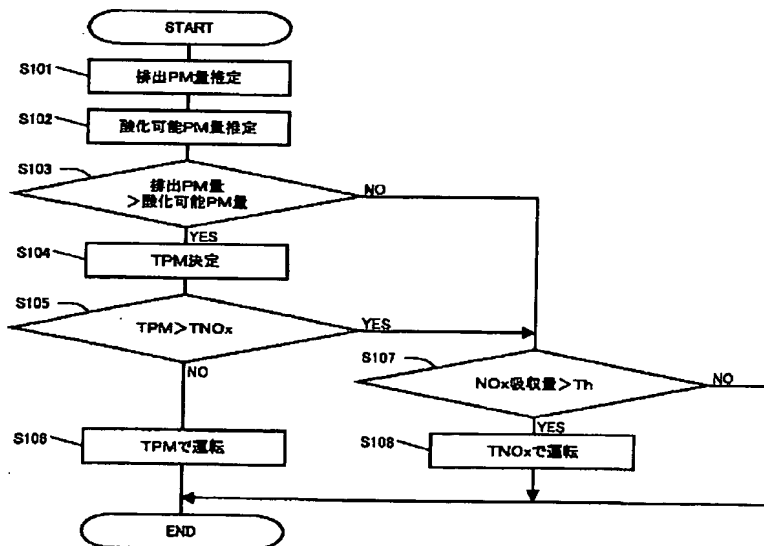 START
S101
排出PM量推定
S102
酸化可能PM量推定
S103
排出PM量
>酸化可能PM量
NO
YES
S104
TPM決定
S105
TPM>TNOx
YES
NO
S107
NOx吸収量>Th
NO
YES
S106
TPMで運転
S108
TNOxで運転
END